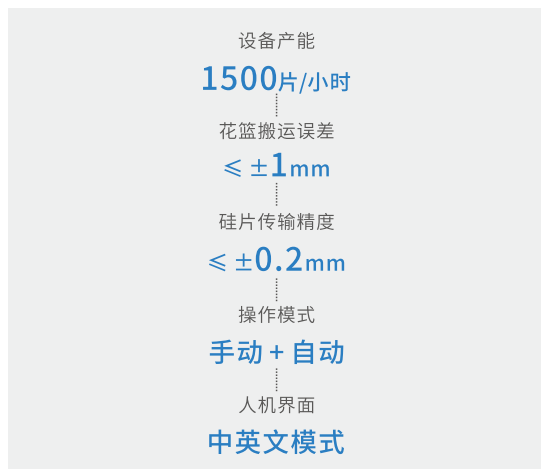 设备产能
1500片/小时
花篮搬运误差
⩽ ±1mm
硅片传输精度
⩽ ±0.2mm
操作模式
手动 + 自动
人机界面
中英文模式